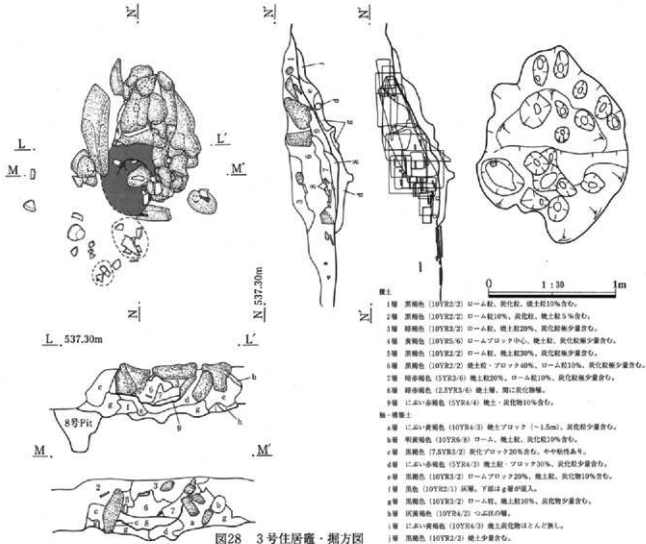 N'
N'
N'
L
L'
M
M'
N
N
537.30m
N
0
1:30
1m
L
537.30m
L'
8号Pit
M
M'
覆土
1層 黒褐色 (10YR2/2) ローム粒、炭化粒、焼土粒10%含む。
2層 黒褐色 (10YR2/2) ローム粒10%、炭化粒、焼土粒5%含む。
3層 暗褐色 (10YR3/2) ローム粒、焼土粒20%、炭化粒極少量含む。
4層 黄褐色 (10YR5/6) ロームブロック中心、焼土粒、炭化粒極少量含む。
5層 黒褐色 (10YR2/2) ローム粒、焼土粒30%、炭化粒極少量含む。
6層 黒褐色 (10YR2/2) 焼土粒・ブロック40%、ローム粒10%、炭化粒極少量含む。
7層 暗赤褐色 (5YR3/6) 焼土粒20%、ローム粒10%、炭化粒極少量含む。
8層 暗赤褐色 (2.5YR3/6) 焼土層、間に炭化物層。
9層 にぶい赤褐色 (5YR4/4) 焼土・炭化物10%含む。
袖・構築土
a層 にぶい黄褐色 (10YR4/3) 焼土ブロック (～1.5cm)、炭化粒少量含む。
b層 明黄褐色 (10YR6/8) ローム、焼土粒、炭化粒10%含む。
c層 黒褐色 (7.5YR3/2) 炭化ブロック20%含む、やや粘性あり。
d層 にぶい赤褐色 (5YR4/3) 焼土粒・ブロック30%、炭化粒少量含む。
e層 黒褐色 (10YR3/2) ロームブロック20%、焼土粒、炭化物10%含む。
f層 黒色 (10YR2/1) 灰層。下部はg層が混入。
g層 黒褐色 (10YR3/2) ローム粒、焼土粒10%、炭化物少量含む。
h層 灰黄褐色 (10YR4/2) つぶ状の層。
i層 にぶい黄褐色 (10YR4/3) 焼土炭化物ほとんど無し。
j層 黒褐色 (10YR2/2) 焼土少量含む。
図28 3号住居竈・掘方図